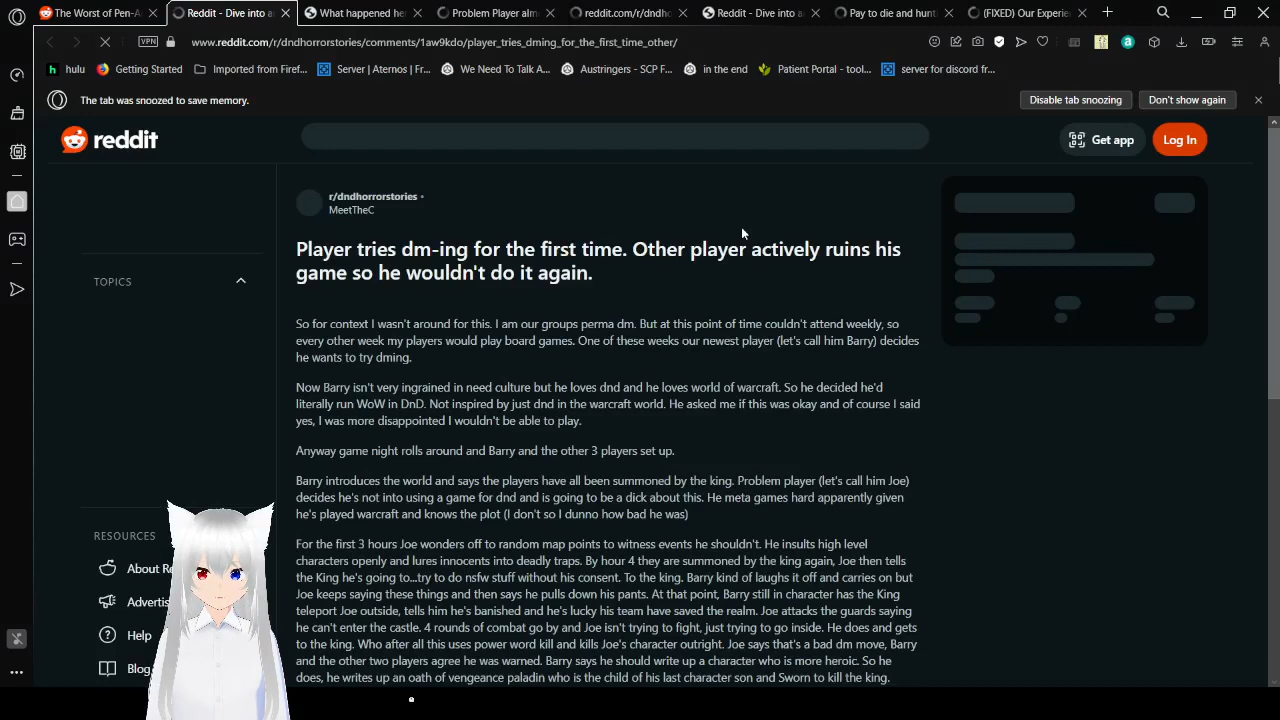 The Worst of Pen-A
Reddit - Dive into a
What happened her
Problem Player alm
reddit.com/r/dndho
Reddit - Dive into a
Pay to die and hunt
(FIXED) Our Experie
VPN
www.reddit.com/r/dndhorrorstories/comments/1aw9kdo/player_tries_dming_for_the_first_time_other/
hulu
Getting Started
Imported from Firef...
Server | Aternos | Fr...
We Need To Talk A...
Austringers - SCP F...
in the end
Patient Portal - tool...
server for discord fr...
The tab was snoozed to save memory.
Disable tab snoozing
Don't show again
reddit
Get app
Log In
r/dndhorrorstories •
MeetTheC
Player tries dm-ing for the first time. Other player actively ruins his
game so he wouldn't do it again.
TOPICS
So for context I wasn't around for this. I am our groups perma dm. But at this point of time couldn't attend weekly, so
every other week my players would play board games. One of these weeks our newest player (let's call him Barry) decides
he wants to try dming.
Now Barry isn't very ingrained in need culture but he loves dnd and he loves world of warcraft. So he decided he'd
literally run WoW in DnD. Not inspired by just dnd in the warcraft world. He asked me if this was okay and of course I said
yes, I was more disappointed I wouldn't be able to play.
Anyway game night rolls around and Barry and the other 3 players set up.
Barry introduces the world and says the players have all been summoned by the king. Problem player (let's call him Joe)
decides he's not into using a game for dnd and is going to be a dick about this. He meta games hard apparently given
he's played warcraft and knows the plot (I don't so I dunno how bad he was)
For the first 3 hours Joe wonders off to random map points to witness events he shouldn't. He insults high level
characters openly and lures innocents into deadly traps. By hour 4 they are summoned by the king again, Joe then tells
the King he's going to...try to do nsfw stuff without his consent. To the king. Barry kind of laughs it off and carries on but
Joe keeps saying these things and then says he pulls down his pants. At that point, Barry still in character has the King
teleport Joe outside, tells him he's banished and he's lucky his team have saved the realm. Joe attacks the guards saying
he can't enter the castle. 4 rounds of combat go by and Joe isn't trying to fight, just trying to go inside. He does and gets
to the king. Who after all this uses power word kill and kills Joe's character outright. Joe says that's a bad dm move, Barry
and the other two players agree he was warned. Barry says he should write up a character who is more heroic. So he
does, he writes up an oath of vengeance paladin who is the child of his last character son and Sworn to kill the king.
RESOURCES
About Re
Advertis
Help
Blog